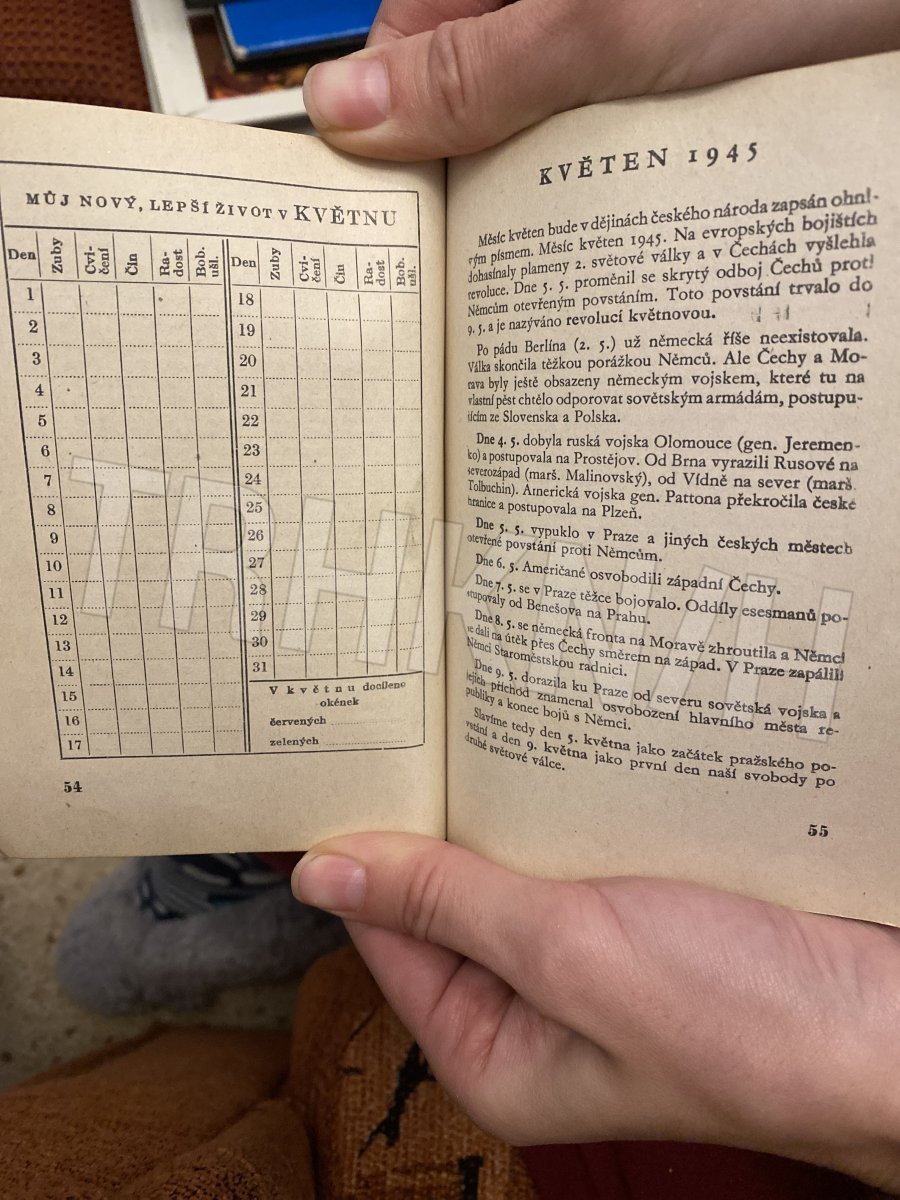 MŮJ NOVÝ, LEPŠÍ ŽIVOT V KVĚTNU
Den Zuby Cvičení Čin Radost Bob. ušl. Den Zuby Cvičení Čin Radost Bob. ušl.
1 18
2 19
3 20
4 21
5 22
6 23
7 24
8 25
9 26
10 27
11 28
12 29
13 30
14 31
15 V květnu docíleno
okének
16 červených
17 zelených
54
KVĚTEN 1945
Měsíc květen bude v dějinách českého národa zapsán ohni-
vým písmem. Měsíc květen 1945. Na evropských bojištích
dohasínaly plameny 2. světové války a v Čechách vyšlehla
revoluce. Dne 5. 5. proměnil se skrytý odboj Čechů proti
Němcům otevřeným povstáním. Toto povstání trvalo do
9. 5. a je nazýváno revolucí květnovou.
Po pádu Berlína (2. 5.) už německá říše neexistovala.
Válka skončila těžkou porážkou Němců. Ale Čechy a Mo-
rava byly ještě obsazeny německým vojskem, které tu na
vlastní pěst chtělo odporovat sovětským armádám, postupu-
jícím ze Slovenska a Polska.
Dne 4. 5. dobyla ruská vojska Olomouce (gen. Jeremen-
ko) a postupovala na Prostějov. Od Brna vyrazili Rusové na
severozápad (marš. Malinovský), od Vídně na sever (marš.
Tolbuchin). Americká vojska gen. Pattona překročila české
hranice a postupovala na Plzeň.
Dne 5. 5. vypuklo v Praze a jiných českých městech
otevřené povstání proti Němcům.
Dne 6. 5. Američané osvobodili západní Čechy.
Dne 7. 5. se v Praze těžce bojovalo. Oddíly esesmanů po-
stupovaly od Benešova na Prahu.
Dne 8. 5. se německá fronta na Moravě zhroutila a Němci
se dali na útěk přes Čechy směrem na západ. V Praze zapálili
Němci Staroměstskou radnici.
Dne 9. 5. dorazila ku Praze od severu sovětská vojska a
jejich příchod znamenal osvobození hlavního města re-
publiky a konec bojů s Němci.
Slavíme tedy den 5. května jako začátek pražského po-
vstání a den 9. května jako první den naší svobody po
druhé světové válce.
55
TRHKNIH